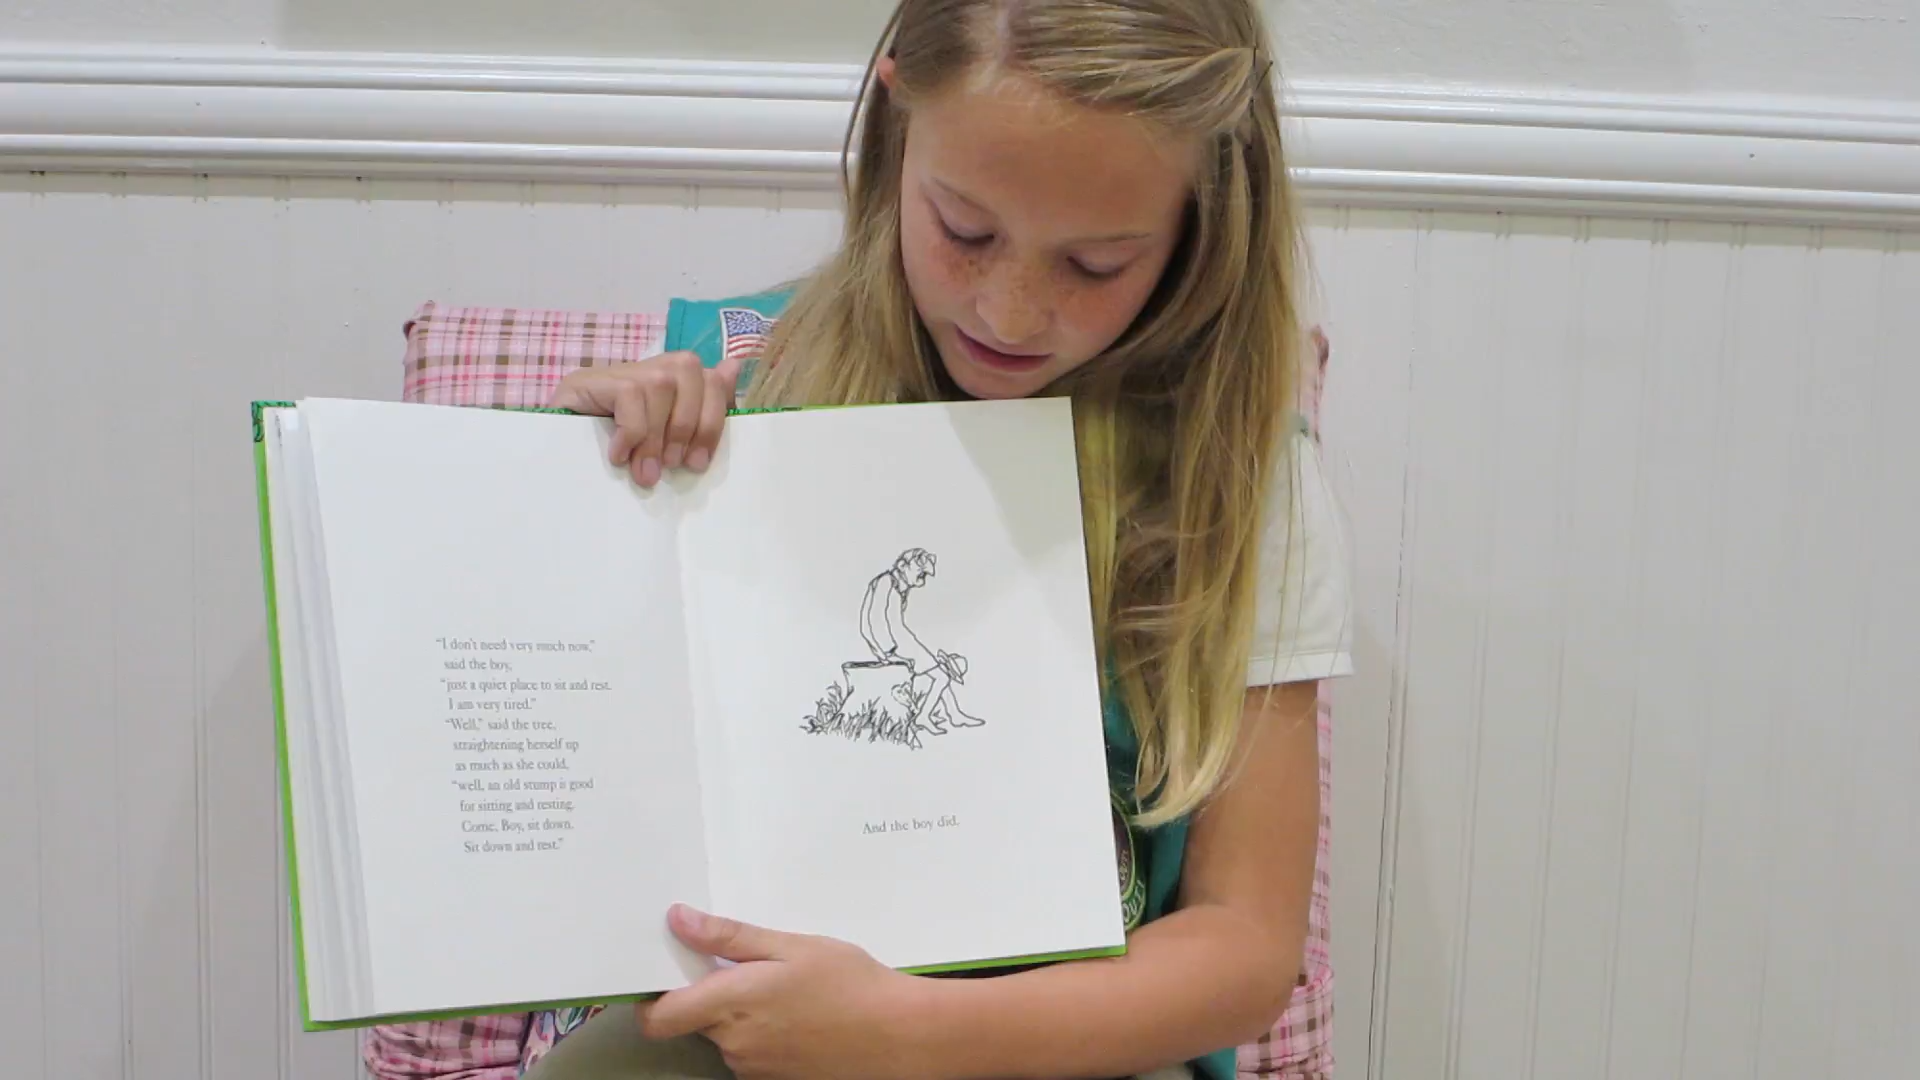 “I don’t need very much now,”
said the boy,
“just a quiet place to sit and rest.
I am very tired.”
“Well,” said the tree,
straightening herself up
as much as she could,
“well, an old stump is good
for sitting and resting.
Come, Boy, sit down.
Sit down and rest.”
And the boy did.